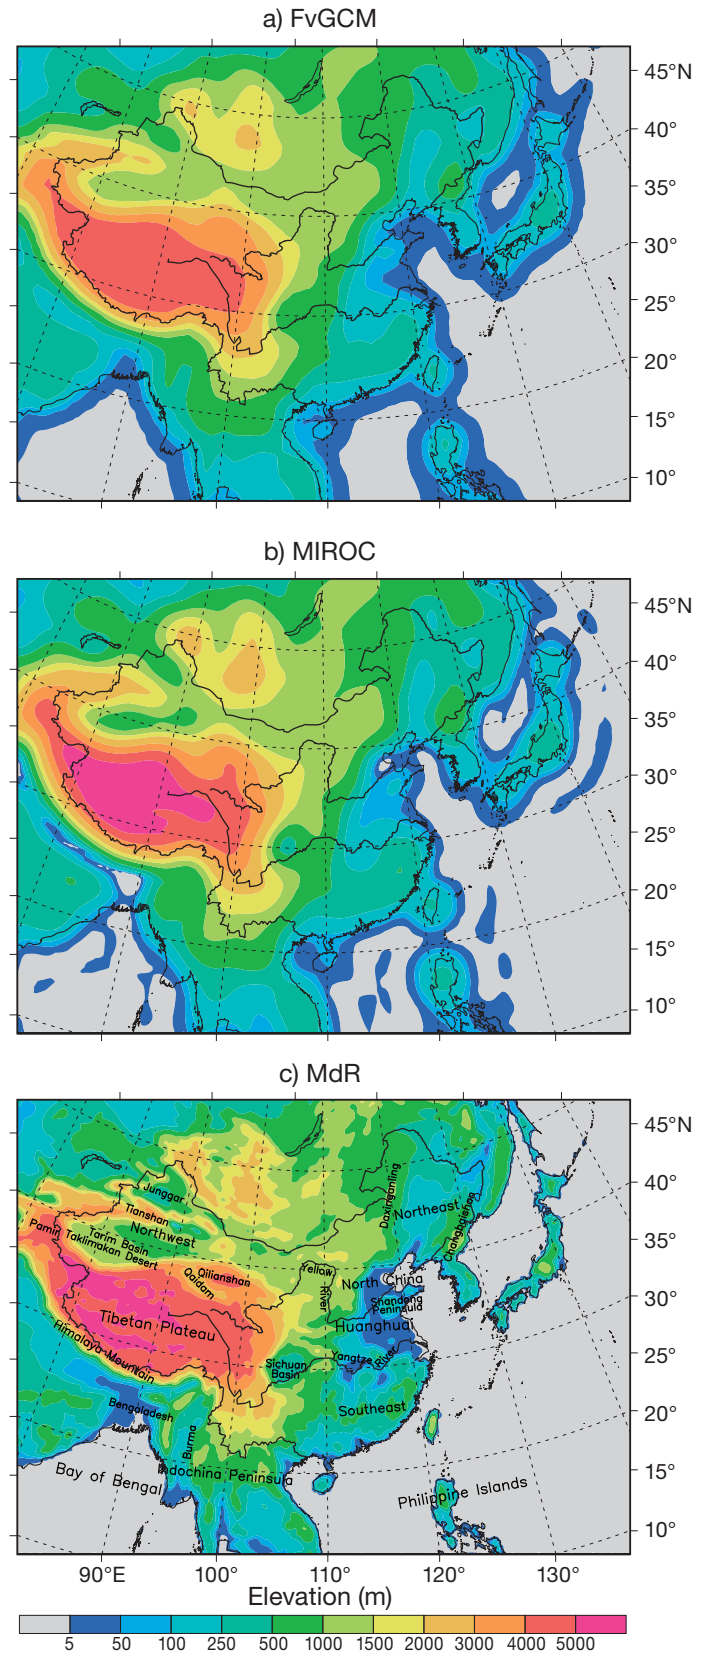 a) FvGCM
45°N
40°
35°
30°
25°
20°
15°
10°
b) MIROC
45°N
40°
35°
30°
25°
20°
15°
10°
c) MdR
45°N
40°
35°
30°
25°
20°
15°
10°
Junggar
Tianshan
Northwest
Pamir
Tarim Basin
Taklimakan Desert
Qilianshan
Qaidam
Daxinganling
Northeast
Changbaishan
Yellow
River
North China
Shandong
Peninsula
Huanghuai
Tibetan Plateau
Himalaya Mountain
Sichuan
Basin
Yangtze River
Southeast
Bengoladesh
Burma
Bay of Bengal
Indochina Peninsula
Philippine Islands
90°E 100° 110° 120° 130°
Elevation (m)
5 50 100 250 500 1000 1500 2000 3000 4000 5000